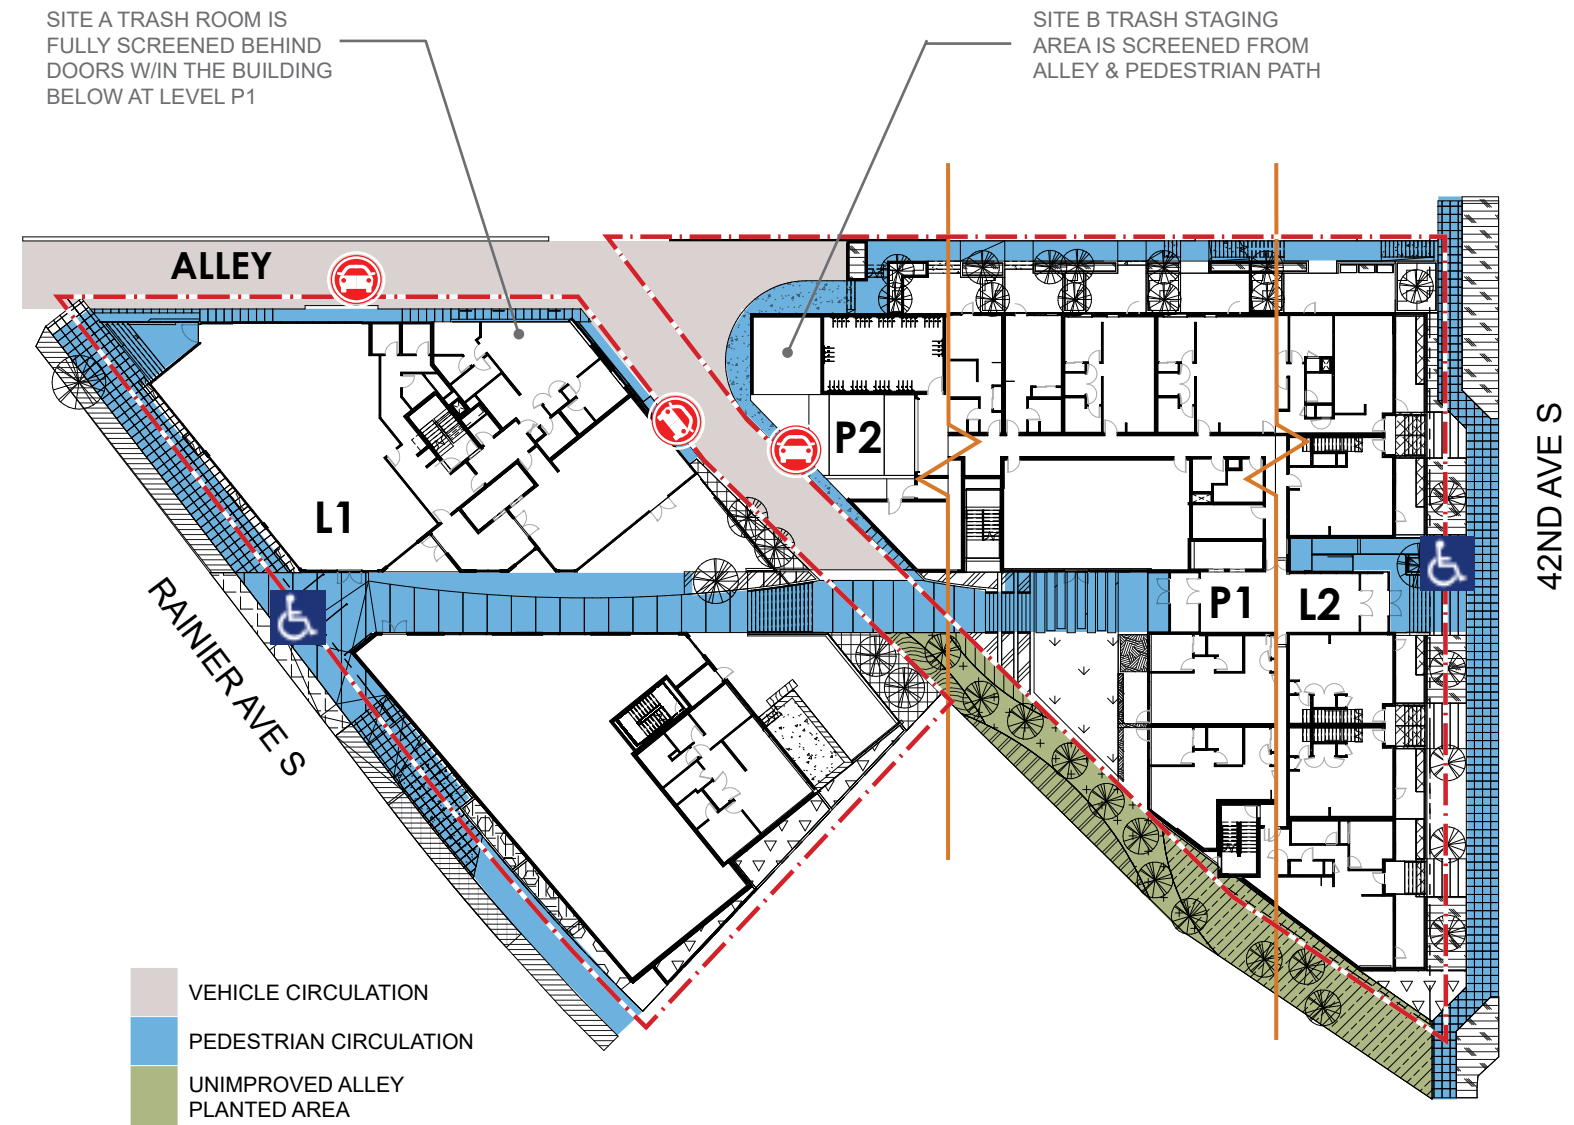 SITE A TRASH ROOM IS
FULLY SCREENED BEHIND
DOORS W/IN THE BUILDING
BELOW AT LEVEL P1
SITE B TRASH STAGING
AREA IS SCREENED FROM
ALLEY & PEDESTRIAN PATH
ALLEY
P2
L1
P1
L2
RAINIER AVE S
42ND AVE S
VEHICLE CIRCULATION
PEDESTRIAN CIRCULATION
UNIMPROVED ALLEY
PLANTED AREA